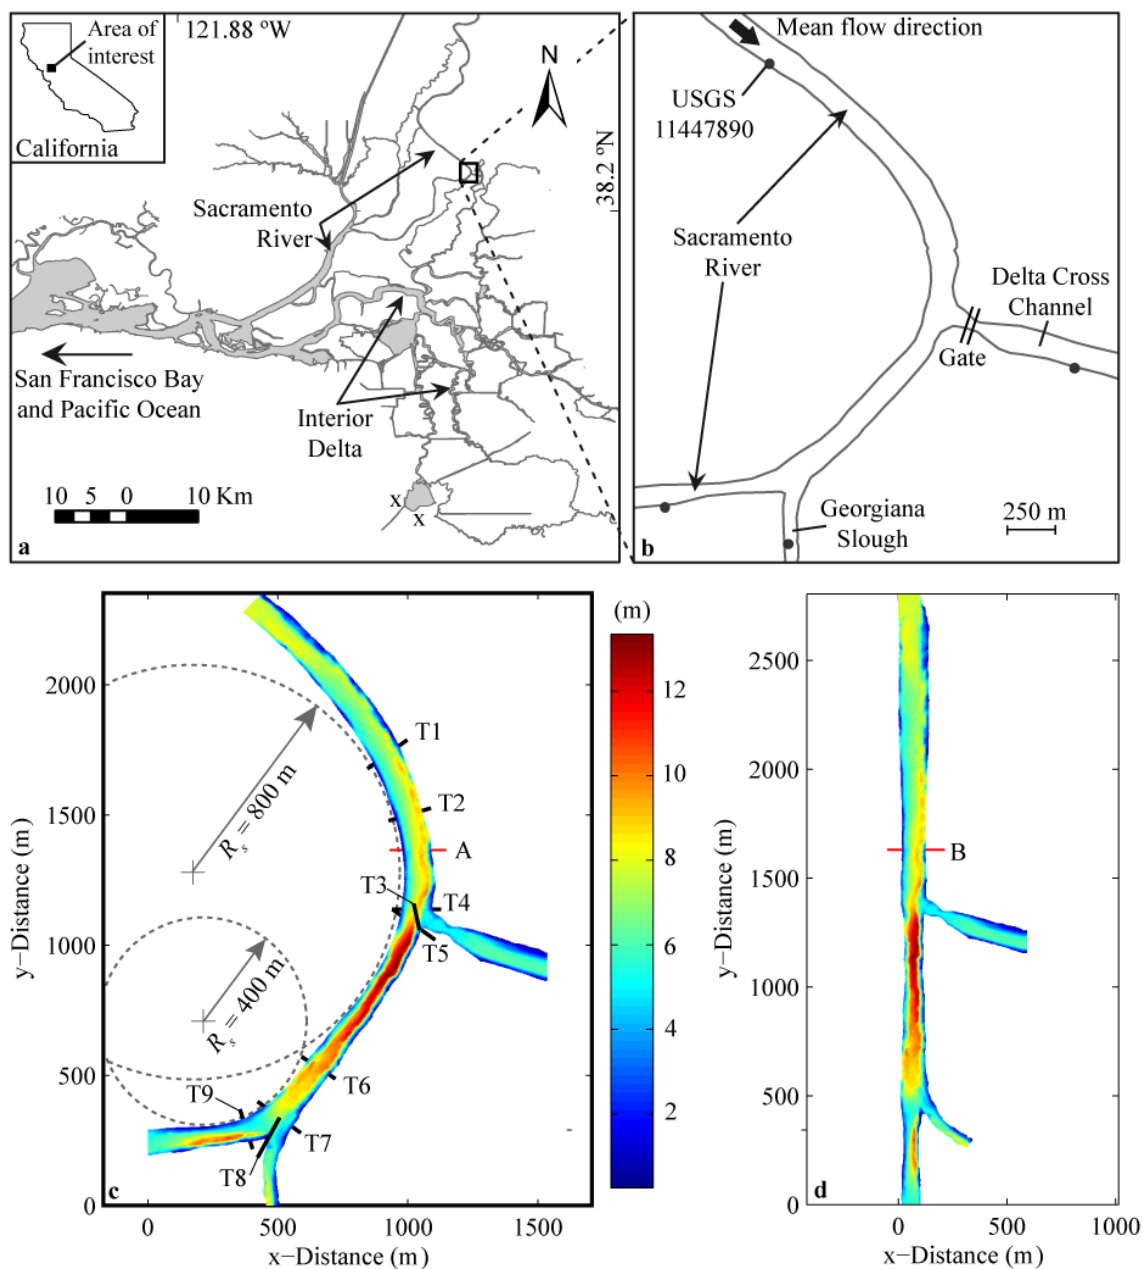 Area of
interest
California
121.88 ºW
N
38.2 ºN
Sacramento
River
San Francisco Bay
and Pacific Ocean
Interior
Delta
10 5 0 10 Km
x
x
a
Mean flow direction
USGS
11447890
Sacramento
River
Delta Cross
Channel
Gate
Georgiana
Slough
250 m
b
2000
1500
1000
500
0
y−Distance (m)
0 500 1000 1500
x−Distance (m)
Rs = 800 m
Rs = 400 m
T1
T2
A
T3
T4
T5
T6
T9
T7
T8
c
(m)
12
10
8
6
4
2
2500
2000
1500
1000
500
0
y−Distance (m)
B
d
0 500 1000
x−Distance (m)